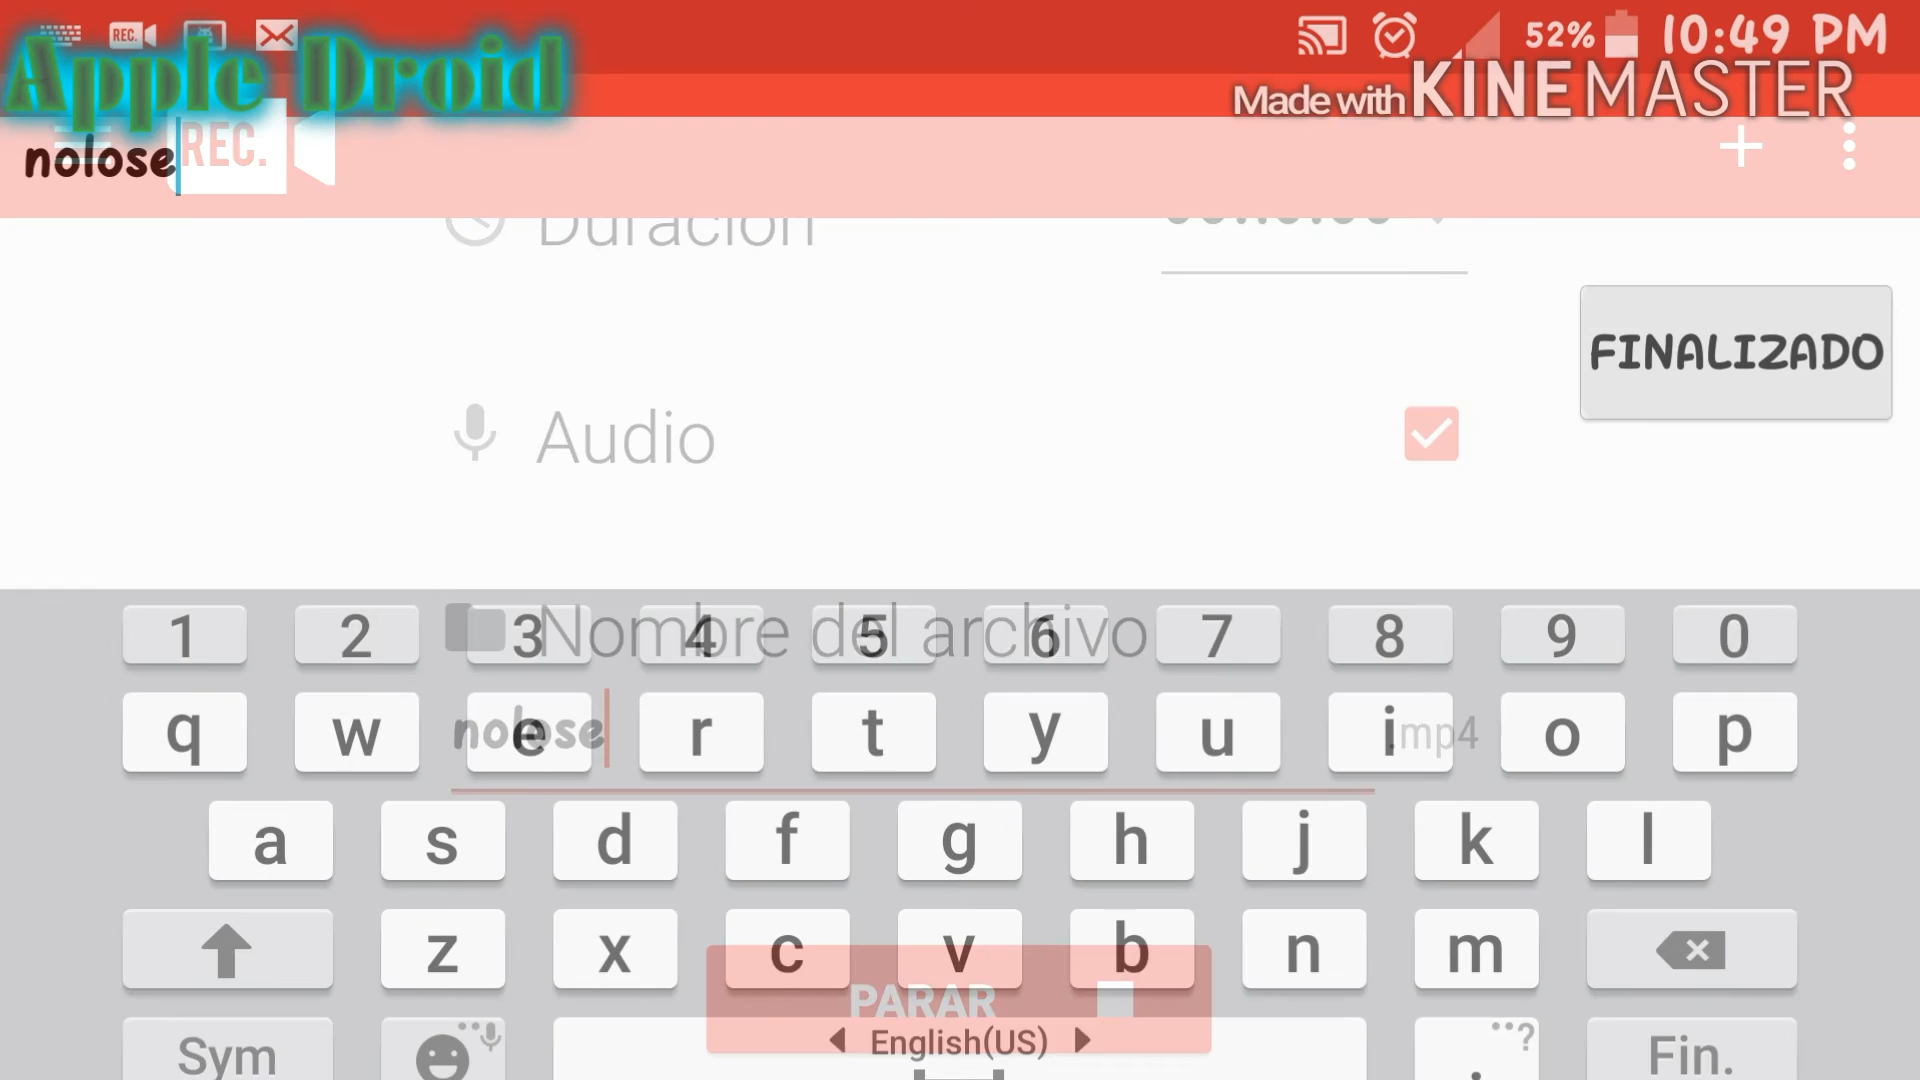 REC.
52% 10:49 PM
Apple Droid
Made with KINEMASTER
nolose REC.
Duración
FINALIZADO
Audio
1 2 3 4 5 6 7 8 9 0
Nombre del archivo
q w e r t y u i o p
nolose .mp4
a s d f g h j k l
z x c v b n m
PARAR
Sym English(US) ? Fin.